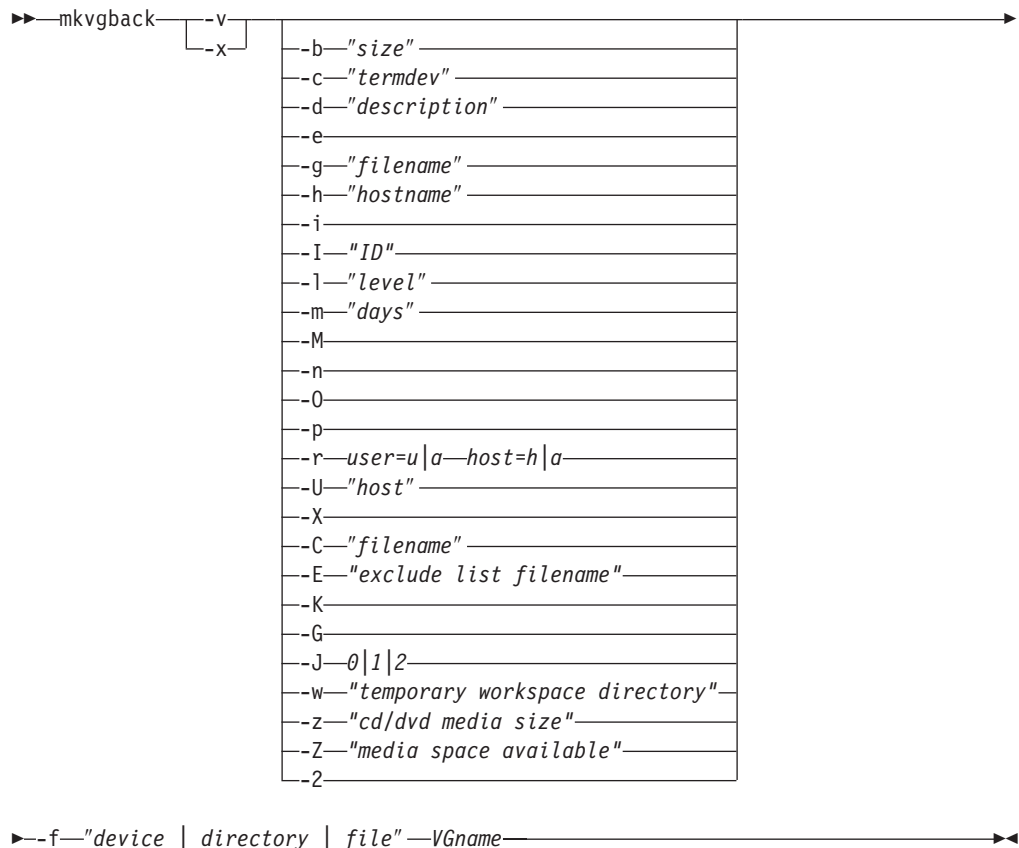 mkvgback -v
-x
-b "size"
-c "termdev"
-d "description"
-e
-g "filename"
-h "hostname"
-i
-I "ID"
-l "level"
-m "days"
-M
-n
-O
-p
-r user=u|a host=h|a
-U "host"
-X
-C "filename"
-E "exclude list filename"
-K
-G
-J 0|1|2
-w "temporary workspace directory"
-z "cd/dvd media size"
-Z "media space available"
-2
-f "device | directory | file" VGname